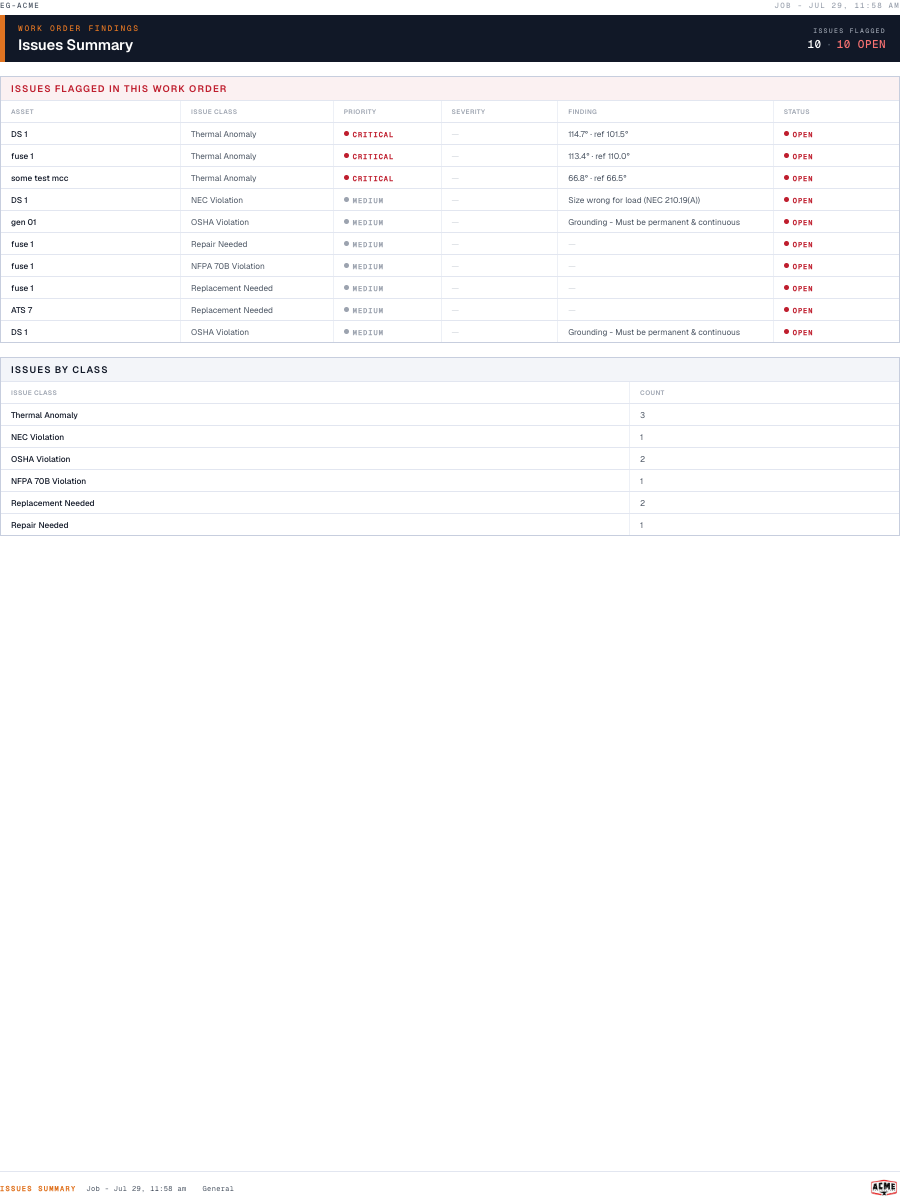 EG-ACME JOB - JUL 29, 11:58 AM
WORK ORDER FINDINGS
Issues Summary
ISSUES FLAGGED
10 · 10 OPEN
ISSUES FLAGGED IN THIS WORK ORDER
ASSET ISSUE CLASS PRIORITY SEVERITY FINDING STATUS
DS 1 Thermal Anomaly CRITICAL — 114.7° · ref 101.5° OPEN
fuse 1 Thermal Anomaly CRITICAL — 113.4° · ref 110.0° OPEN
some test mcc Thermal Anomaly CRITICAL — 66.8° · ref 66.5° OPEN
DS 1 NEC Violation MEDIUM — Size wrong for load (NEC 210.19(A)) OPEN
gen 01 OSHA Violation MEDIUM — Grounding - Must be permanent & continuous OPEN
fuse 1 Repair Needed MEDIUM — — OPEN
fuse 1 NFPA 70B Violation MEDIUM — — OPEN
fuse 1 Replacement Needed MEDIUM — — OPEN
ATS 7 Replacement Needed MEDIUM — — OPEN
DS 1 OSHA Violation MEDIUM — Grounding - Must be permanent & continuous OPEN
ISSUES BY CLASS
ISSUE CLASS COUNT
Thermal Anomaly 3
NEC Violation 1
OSHA Violation 2
NFPA 70B Violation 1
Replacement Needed 2
Repair Needed 1
ISSUES SUMMARY Job - Jul 29, 11:58 am General
ACME